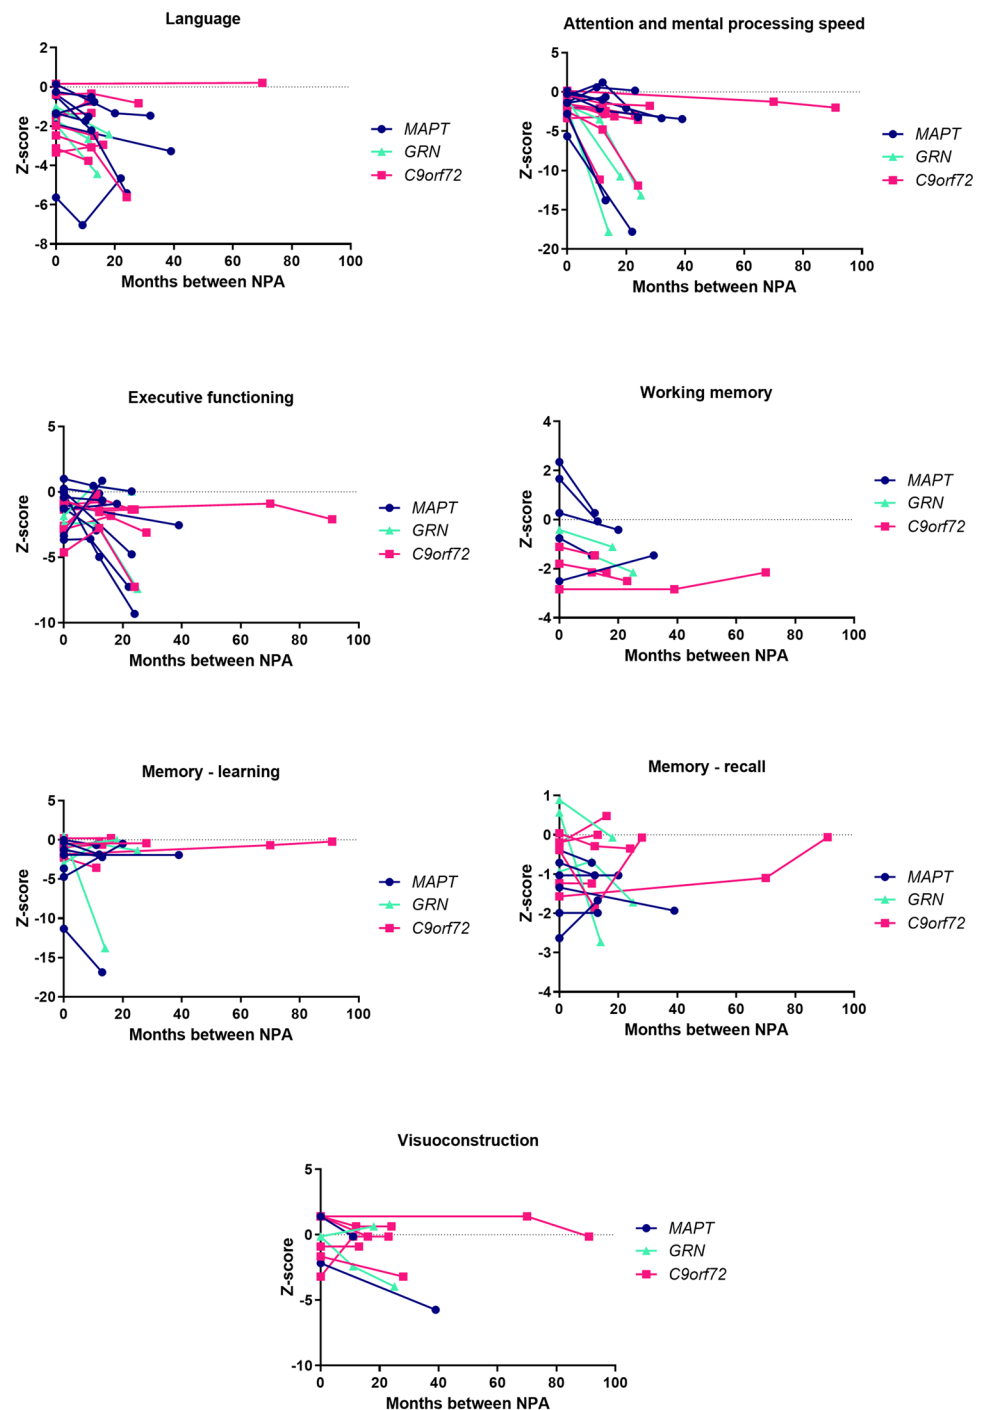 Language
2
0
-2
-4
-6
-8
Z-score
0 20 40 60 80 100
Months between NPA
MAPT
GRN
C9orf72
Attention and mental processing speed
5
0
-5
-10
-15
-20
Z-score
0 20 40 60 80 100
Months between NPA
MAPT
GRN
C9orf72
Executive functioning
5
0
-5
-10
Z-score
0 20 40 60 80 100
Months between NPA
MAPT
GRN
C9orf72
Working memory
4
2
0
-2
-4
Z-score
0 20 40 60 80 100
Months between NPA
MAPT
GRN
C9orf72
Memory - learning
5
0
-5
-10
-15
-20
Z-score
0 20 40 60 80 100
Months between NPA
MAPT
GRN
C9orf72
Memory - recall
1
0
-1
-2
-3
-4
Z-score
0 20 40 60 80 100
Months between NPA
MAPT
GRN
C9orf72
Visuoconstruction
5
0
-5
-10
Z-score
0 20 40 60 80 100
Months between NPA
MAPT
GRN
C9orf72